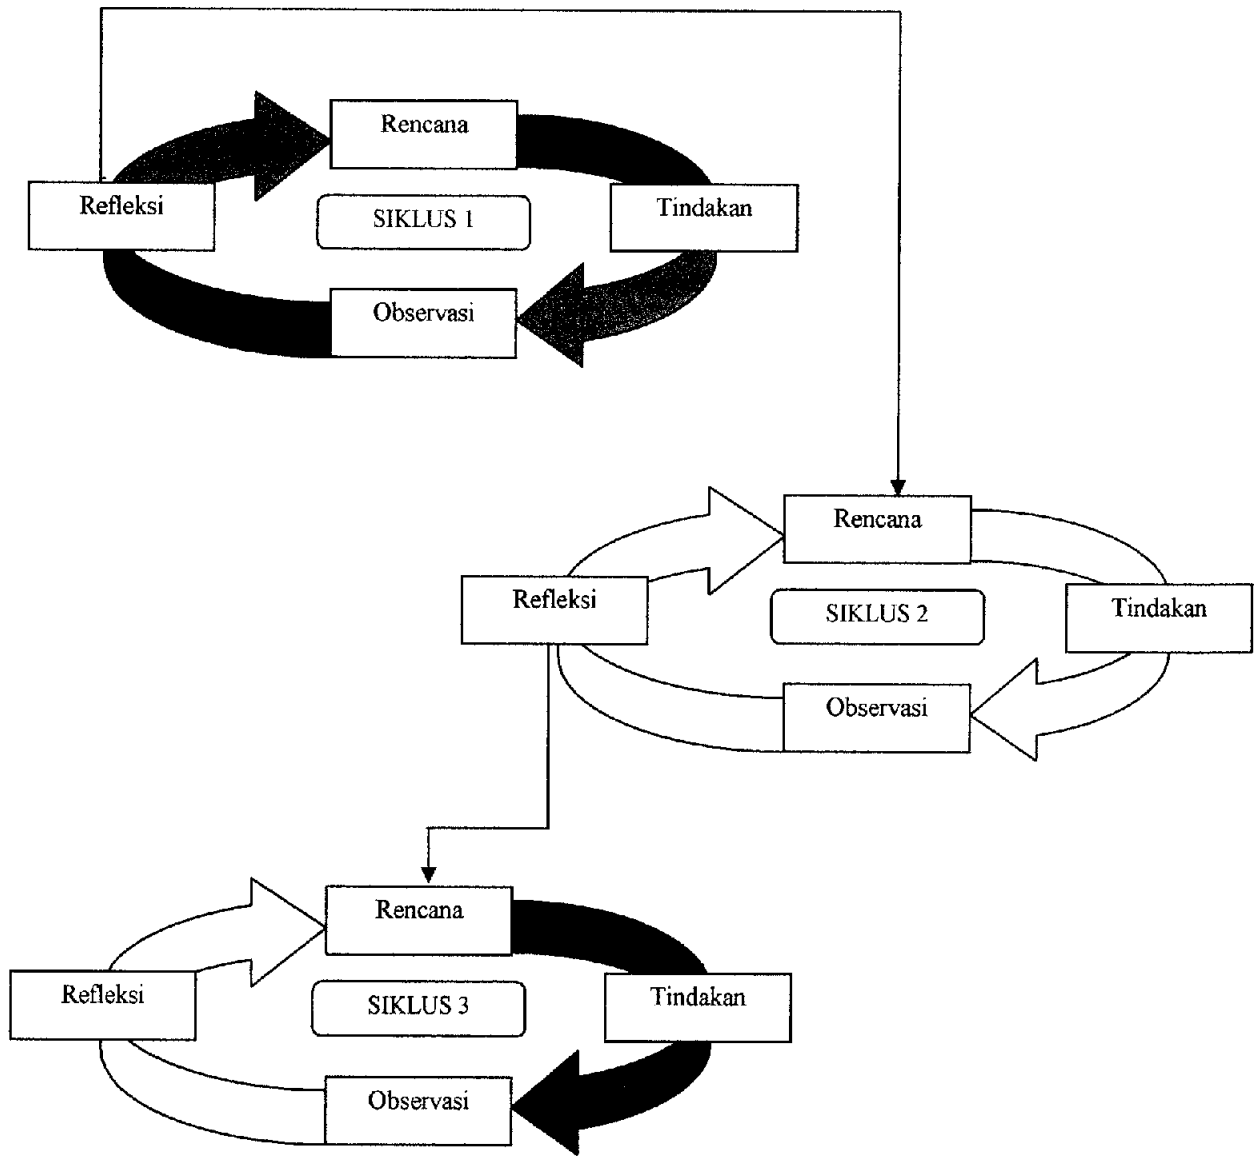 Rencana
Refleksi
SIKLUS 1
Tindakan
Observasi
Rencana
Refleksi
SIKLUS 2
Tindakan
Observasi
Rencana
Refleksi
SIKLUS 3
Tindakan
Observasi